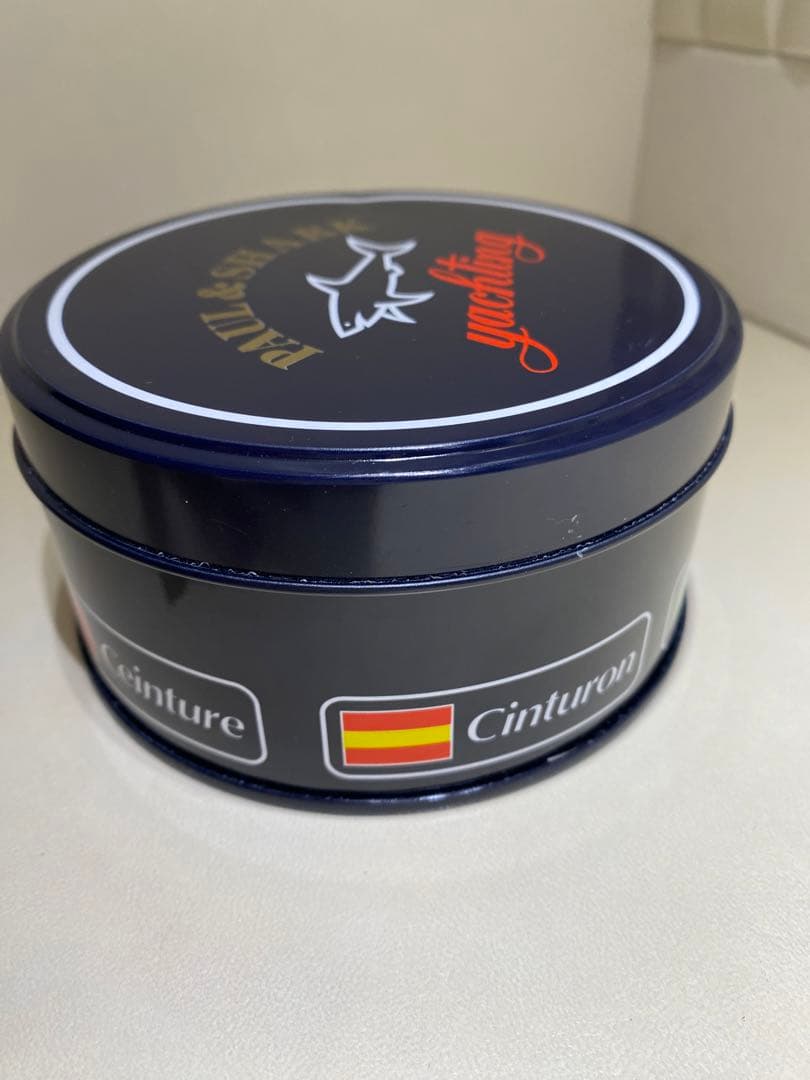 PAUL & SHARK
yachting
Ceinture
Cinturon